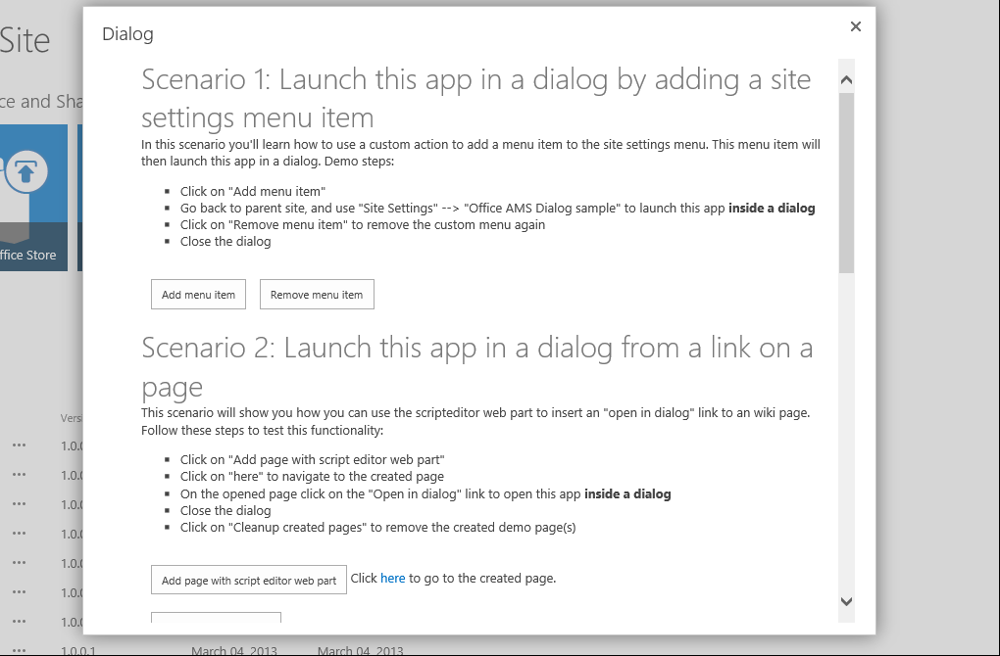 Site
Dialog
Scenario 1: Launch this app in a dialog by adding a site
settings menu item
ce and Sha
In this scenario you'll learn how to use a custom action to add a menu item to the site settings menu. This menu item will
then launch this app in a dialog. Demo steps:
Click on "Add menu item"
Go back to parent site, and use "Site Settings" --> "Office AMS Dialog sample" to launch this app inside a dialog
Click on "Remove menu item" to remove the custom menu again
Close the dialog
ffice Store
Add menu item Remove menu item
Scenario 2: Launch this app in a dialog from a link on a
page
This scenario will show you how you can use the scripteditor web part to insert an "open in dialog" link to an wiki page.
Follow these steps to test this functionality:
Versi
1.0.0
Click on "Add page with script editor web part"
1.0.0
Click on "here" to navigate to the created page
On the opened page click on the "Open in dialog" link to open this app inside a dialog
1.0.0
Close the dialog
Click on "Cleanup created pages" to remove the created demo page(s)
1.0.0
1.0.0
Add page with script editor web part Click here to go to the created page.
1.0.0
1.0.0
1.0.0.1 March 04, 2013 March 04, 2013